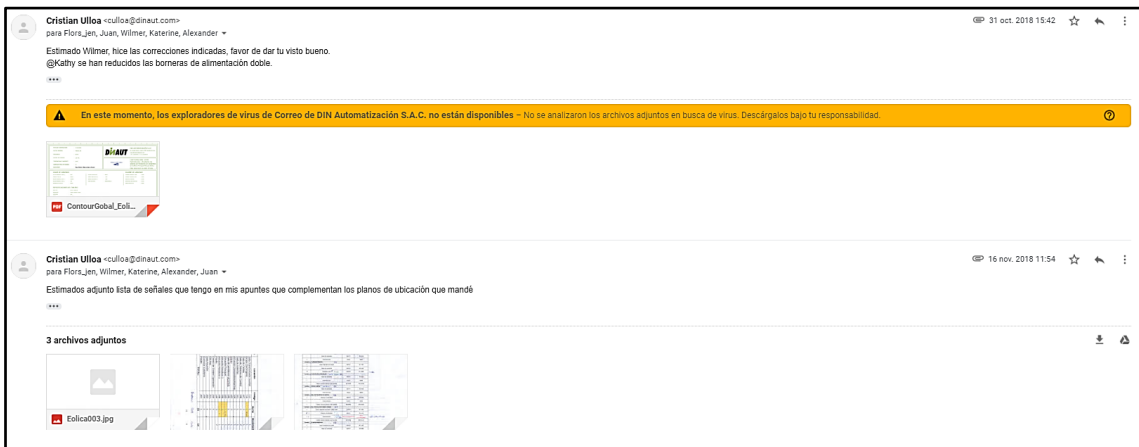 Cristian Ulloa <culloa@dinaut.com>
31 oct. 2018 15:42
para Flors_jen, Juan, Wilmer, Katerine, Alexander
Estimado Wilmer, hice las correcciones indicadas, favor de dar tu visto bueno.
@Kathy se han reducidos las borneras de alimentación doble.
En este momento, los exploradores de virus de Correo de DIN Automatización S.A.C. no están disponibles – No se analizaron los archivos adjuntos en busca de virus. Descárgalos bajo tu responsabilidad.
DINAUT
PDF ContourGobal_Eoli...
Cristian Ulloa <culloa@dinaut.com>
16 nov. 2018 11:54
para Flors_jen, Wilmer, Katerine, Alexander, Juan
Estimados adjunto lista de señales que tengo en mis apuntes que complementan los planos de ubicación que mandé
3 archivos adjuntos
Eolica003.jpg